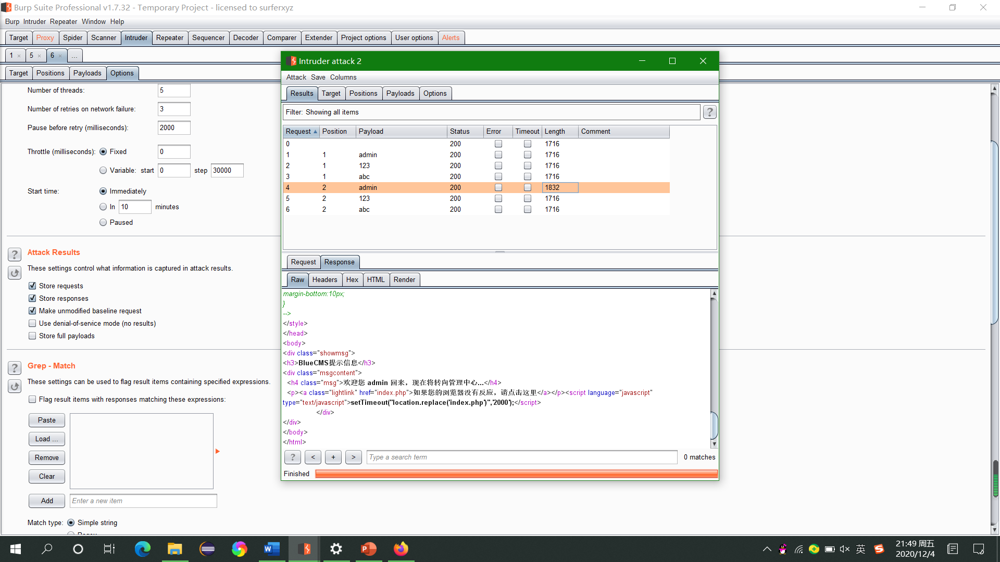 Burp Suite Professional v1.7.32 - Temporary Project - licensed to surferxyz
Burp Intruder Repeater Window Help
Target Proxy Spider Scanner Intruder Repeater Sequencer Decoder Comparer Extender Project options User options Alerts
1 × 5 × 6 × ...
Target Positions Payloads Options
Number of threads: 5
Number of retries on network failure: 3
Pause before retry (milliseconds): 2000
Throttle (milliseconds): Fixed 0
Variable: start 0 step 30000
Start time: Immediately
In 10 minutes
Paused
? Attack Results
These settings control what information is captured in attack results.
Store requests
Store responses
Make unmodified baseline request
Use denial-of-service mode (no results)
Store full payloads
? Grep - Match
These settings can be used to flag result items containing specified expressions.
Flag result items with responses matching these expressions:
Paste
Load ...
Remove
Clear
Add Enter a new item
Match type: Simple string
Intruder attack 2
Attack Save Columns
Results Target Positions Payloads Options
Filter: Showing all items ?
Request Position Payload Status Error Timeout Length Comment
0 200 1716
1 1 admin 200 1716
2 1 123 200 1716
3 1 abc 200 1716
4 2 admin 200 1832
5 2 123 200 1716
6 2 abc 200 1716
Request Response
Raw Headers Hex HTML Render
margin-bottom:10px;
}
-->
</style>
</head>
<body>
<div class="showmsg">
<h3>BlueCMS提示信息</h3>
<div class="msgcontent">
<h4 class="msg">欢迎您 admin 回来，现在将转向管理中心...</h4>
<p><a class="lightlink" href="index.php">如果您的浏览器没有反应，请点击这里</a></p><script language="javascript"
type="text/javascript">setTimeout("location.replace('index.php')",'2000');</script>
</div>
</div>
</body>
</html>
? < + > Type a search term 0 matches
Finished
英 21:49 周五
2020/12/4